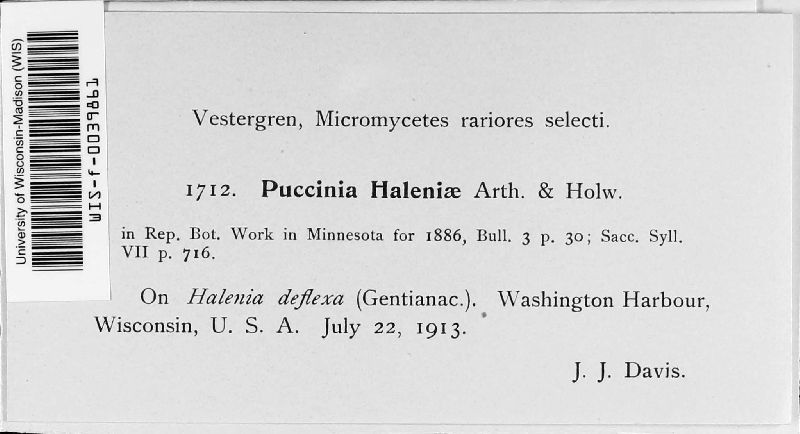 University of Wisconsin-Madison (WIS)
WIS-f-0039867
Vestergren, Micromycetes rariores selecti.
1712. Puccinia Haleniæ Arth. & Holw.
in Rep. Bot. Work in Minnesota for 1886, Bull. 3 p. 30; Sacc. Syll.
VII p. 716.
On Halenia deflexa (Gentianac.). Washington Harbour,
Wisconsin, U. S. A. July 22, 1913.
J. J. Davis.